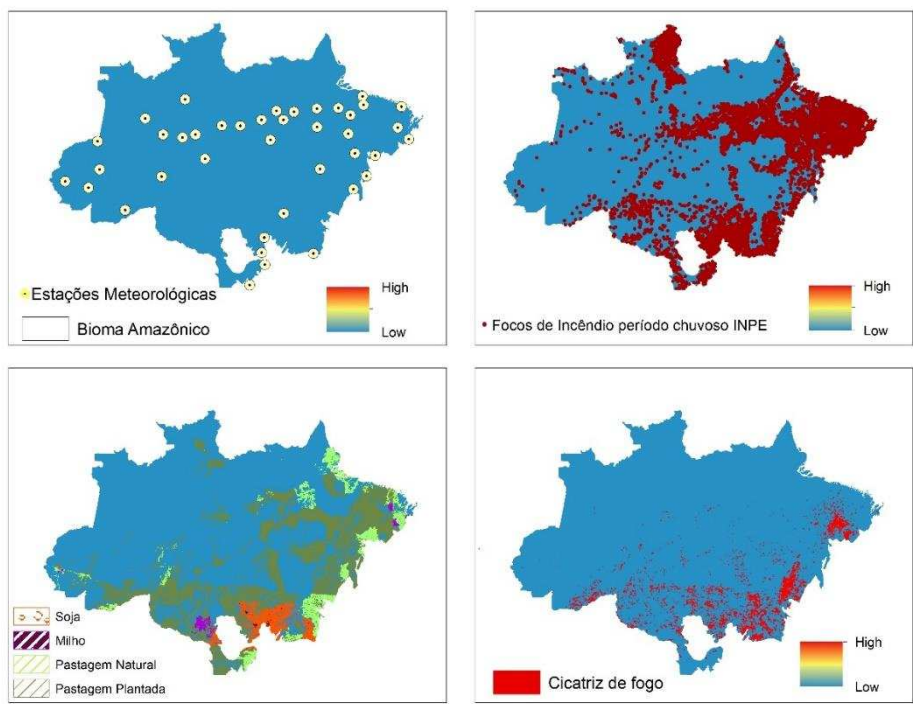 Estações Meteorológicas
Bioma Amazônico
High
Low
Focos de Incêndio período chuvoso INPE
High
Low
Soja
Milho
Pastagem Natural
Pastagem Plantada
Cicatriz de fogo
High
Low